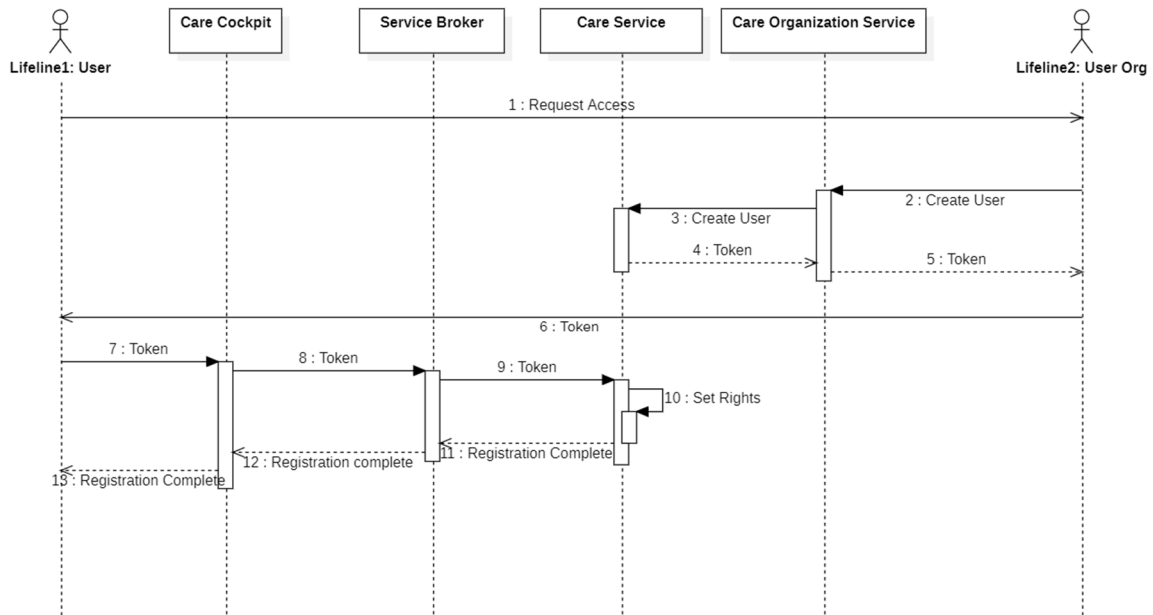 Care Cockpit
Service Broker
Care Service
Care Organization Service
Lifeline1: User
Lifeline2: User Org
1 : Request Access
2 : Create User
3 : Create User
4 : Token
5 : Token
6 : Token
7 : Token
8 : Token
9 : Token
10 : Set Rights
11 : Registration Complete
12 : Registration complete
13 : Registration Complete